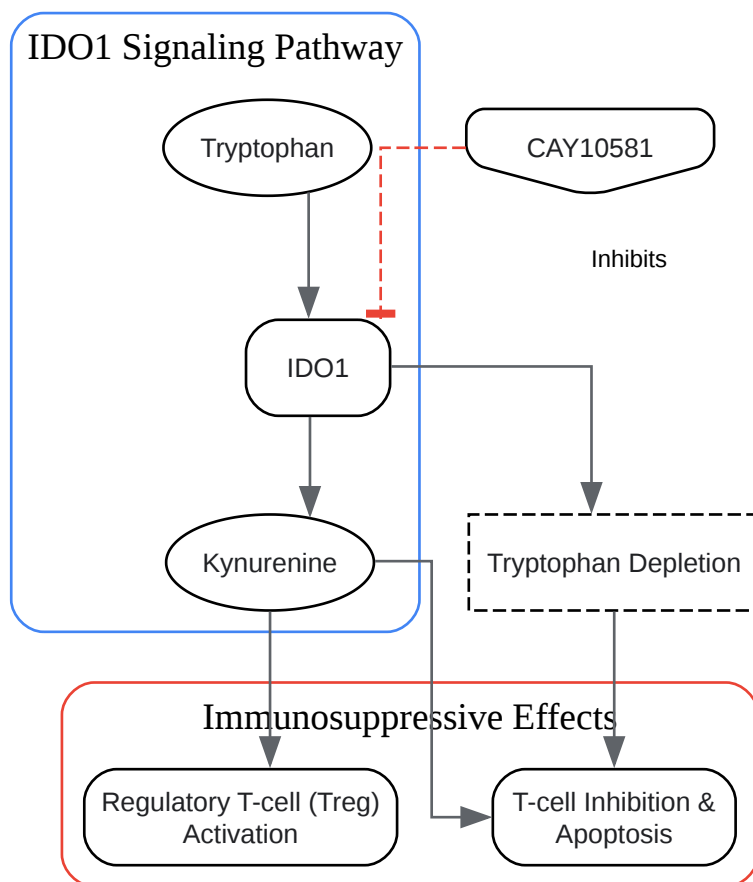 IDO1 Signaling Pathway
Tryptophan
CAY10581
Inhibits
IDO1
Kynurenine
Tryptophan Depletion
Immunosuppressive Effects
Regulatory T-cell (Treg)
Activation
T-cell Inhibition &
Apoptosis